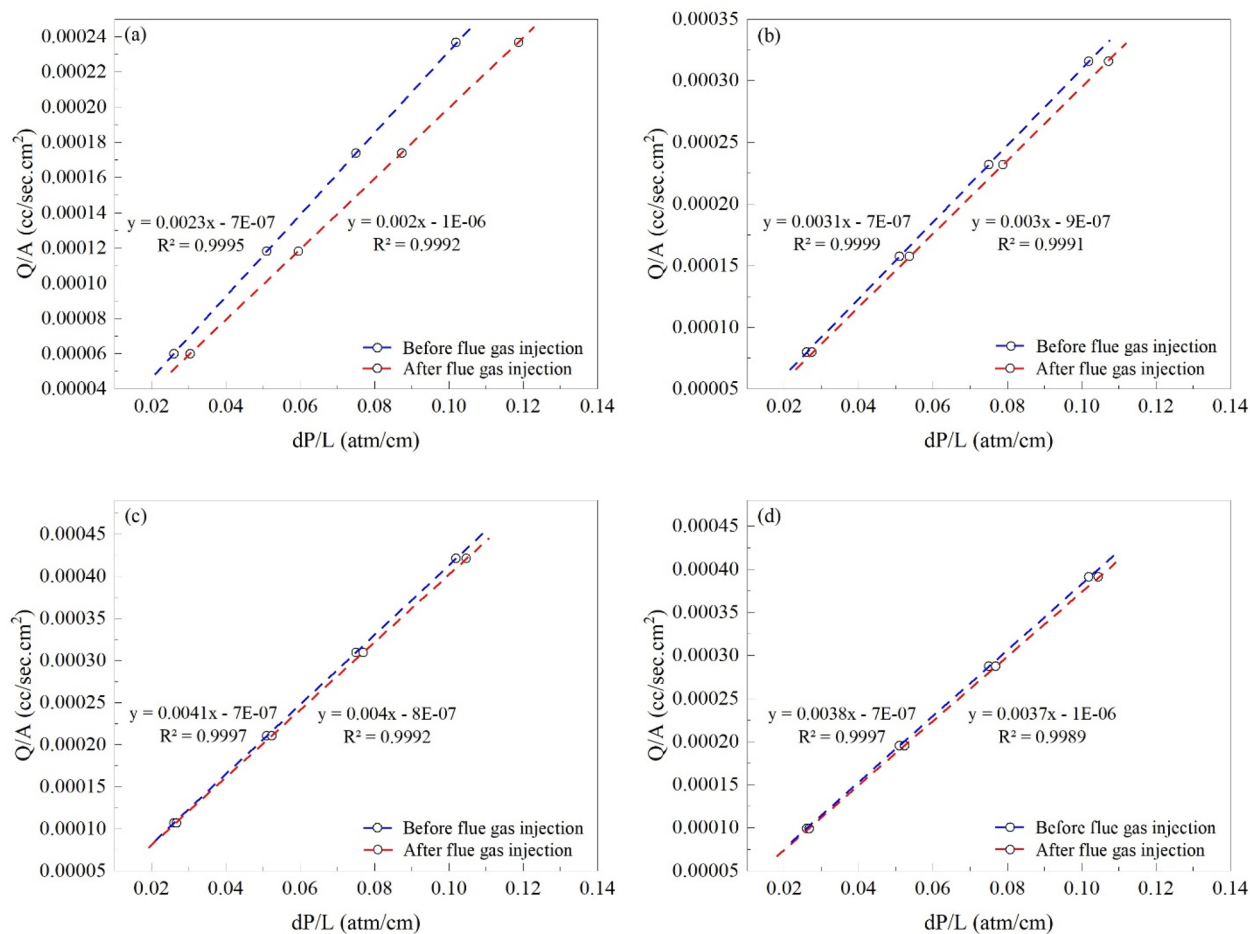 (a)
0.00024
0.00022
0.00020
0.00018
0.00016
0.00014
0.00012
0.00010
0.00008
0.00006
0.00004
Q/A (cc/sec.cm²)
y = 0.0023x - 7E-07
R² = 0.9995
y = 0.002x - 1E-06
R² = 0.9992
Before flue gas injection
After flue gas injection
0.02 0.04 0.06 0.08 0.10 0.12 0.14
dP/L (atm/cm)
(b)
0.00035
0.00030
0.00025
0.00020
0.00015
0.00010
0.00005
Q/A (cc/sec.cm²)
y = 0.0031x - 7E-07
R² = 0.9999
y = 0.003x - 9E-07
R² = 0.9991
Before flue gas injection
After flue gas injection
0.02 0.04 0.06 0.08 0.10 0.12 0.14
dP/L (atm/cm)
(c)
0.00045
0.00040
0.00035
0.00030
0.00025
0.00020
0.00015
0.00010
0.00005
Q/A (cc/sec.cm²)
y = 0.0041x - 7E-07
R² = 0.9997
y = 0.004x - 8E-07
R² = 0.9992
Before flue gas injection
After flue gas injection
0.02 0.04 0.06 0.08 0.10 0.12 0.14
dP/L (atm/cm)
(d)
0.00045
0.00040
0.00035
0.00030
0.00025
0.00020
0.00015
0.00010
0.00005
Q/A (cc/sec.cm²)
y = 0.0038x - 7E-07
R² = 0.9997
y = 0.0037x - 1E-06
R² = 0.9989
Before flue gas injection
After flue gas injection
0.02 0.04 0.06 0.08 0.10 0.12 0.14
dP/L (atm/cm)